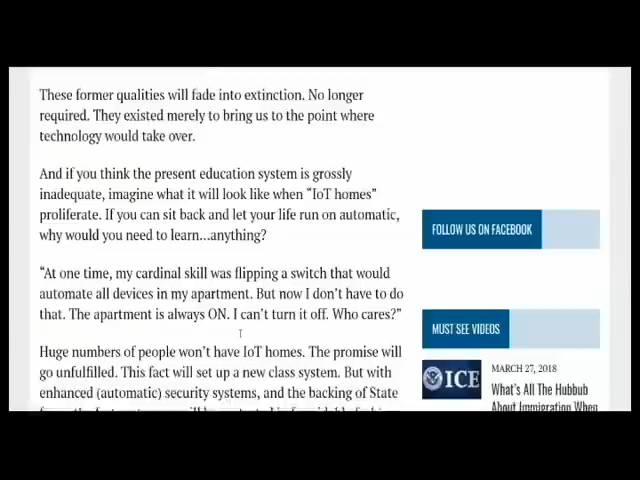 These former qualities will fade into extinction. No longer
required. They existed merely to bring us to the point where
technology would take over.
And if you think the present education system is grossly
inadequate, imagine what it will look like when “IoT homes”
proliferate. If you can sit back and let your life run on automatic,
why would you need to learn…anything?
“At one time, my cardinal skill was flipping a switch that would
automate all devices in my apartment. But now I don’t have to do
that. The apartment is always ON. I can’t turn it off. Who cares?”
Huge numbers of people won’t have IoT homes. The promise will
go unfulfilled. This fact will set up a new class system. But with
enhanced (automatic) security systems, and the backing of State
FOLLOW US ON FACEBOOK
MUST SEE VIDEOS
ICE
MARCH 27, 2018
What’s All The Hubbub
About Immigration When